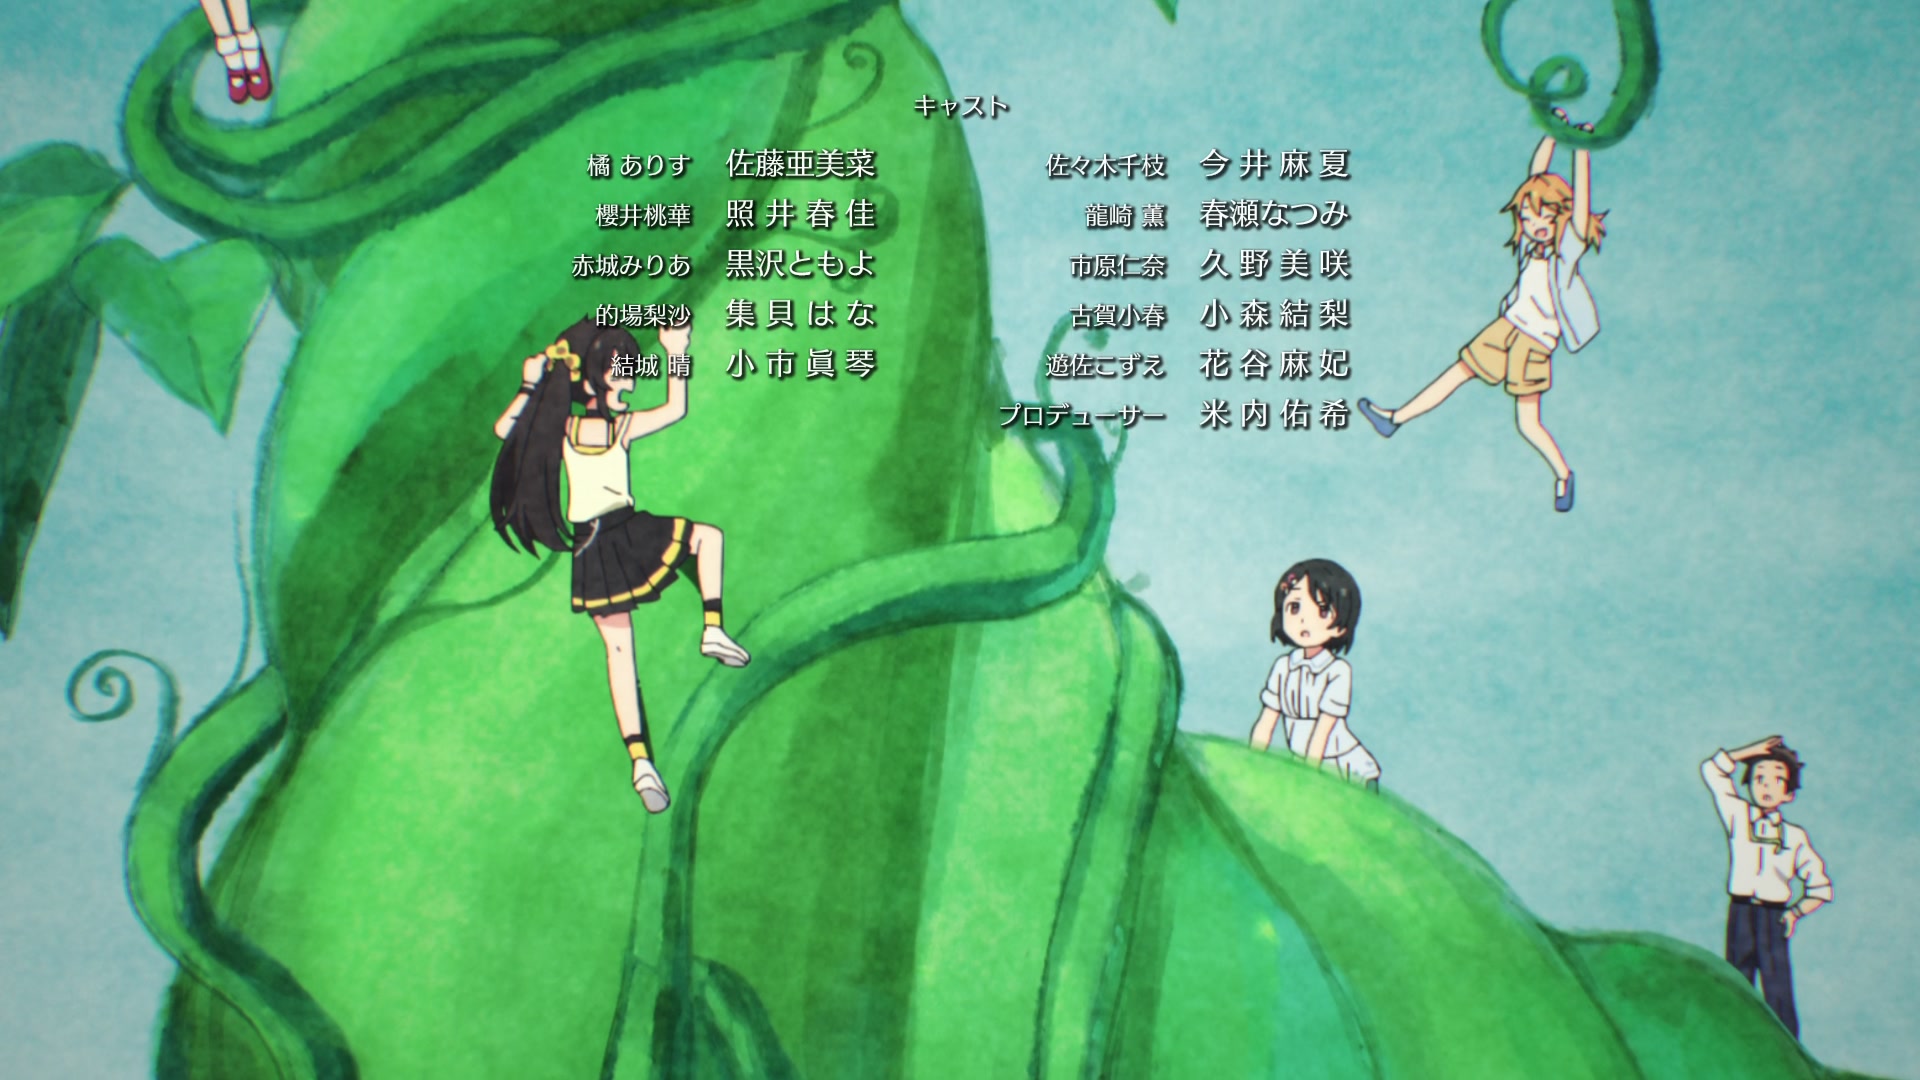 キャスト
橘 ありす 佐藤亜美菜
櫻井桃華 照井春佳
赤城みりあ 黒沢ともよ
的場梨沙 集貝はな
結城 晴 小市眞琴
佐々木千枝 今井麻夏
龍崎 薫 春瀬なつみ
市原仁奈 久野美咲
古賀小春 小森結梨
遊佐こずえ 花谷麻妃
プロデューサー 米内佑希